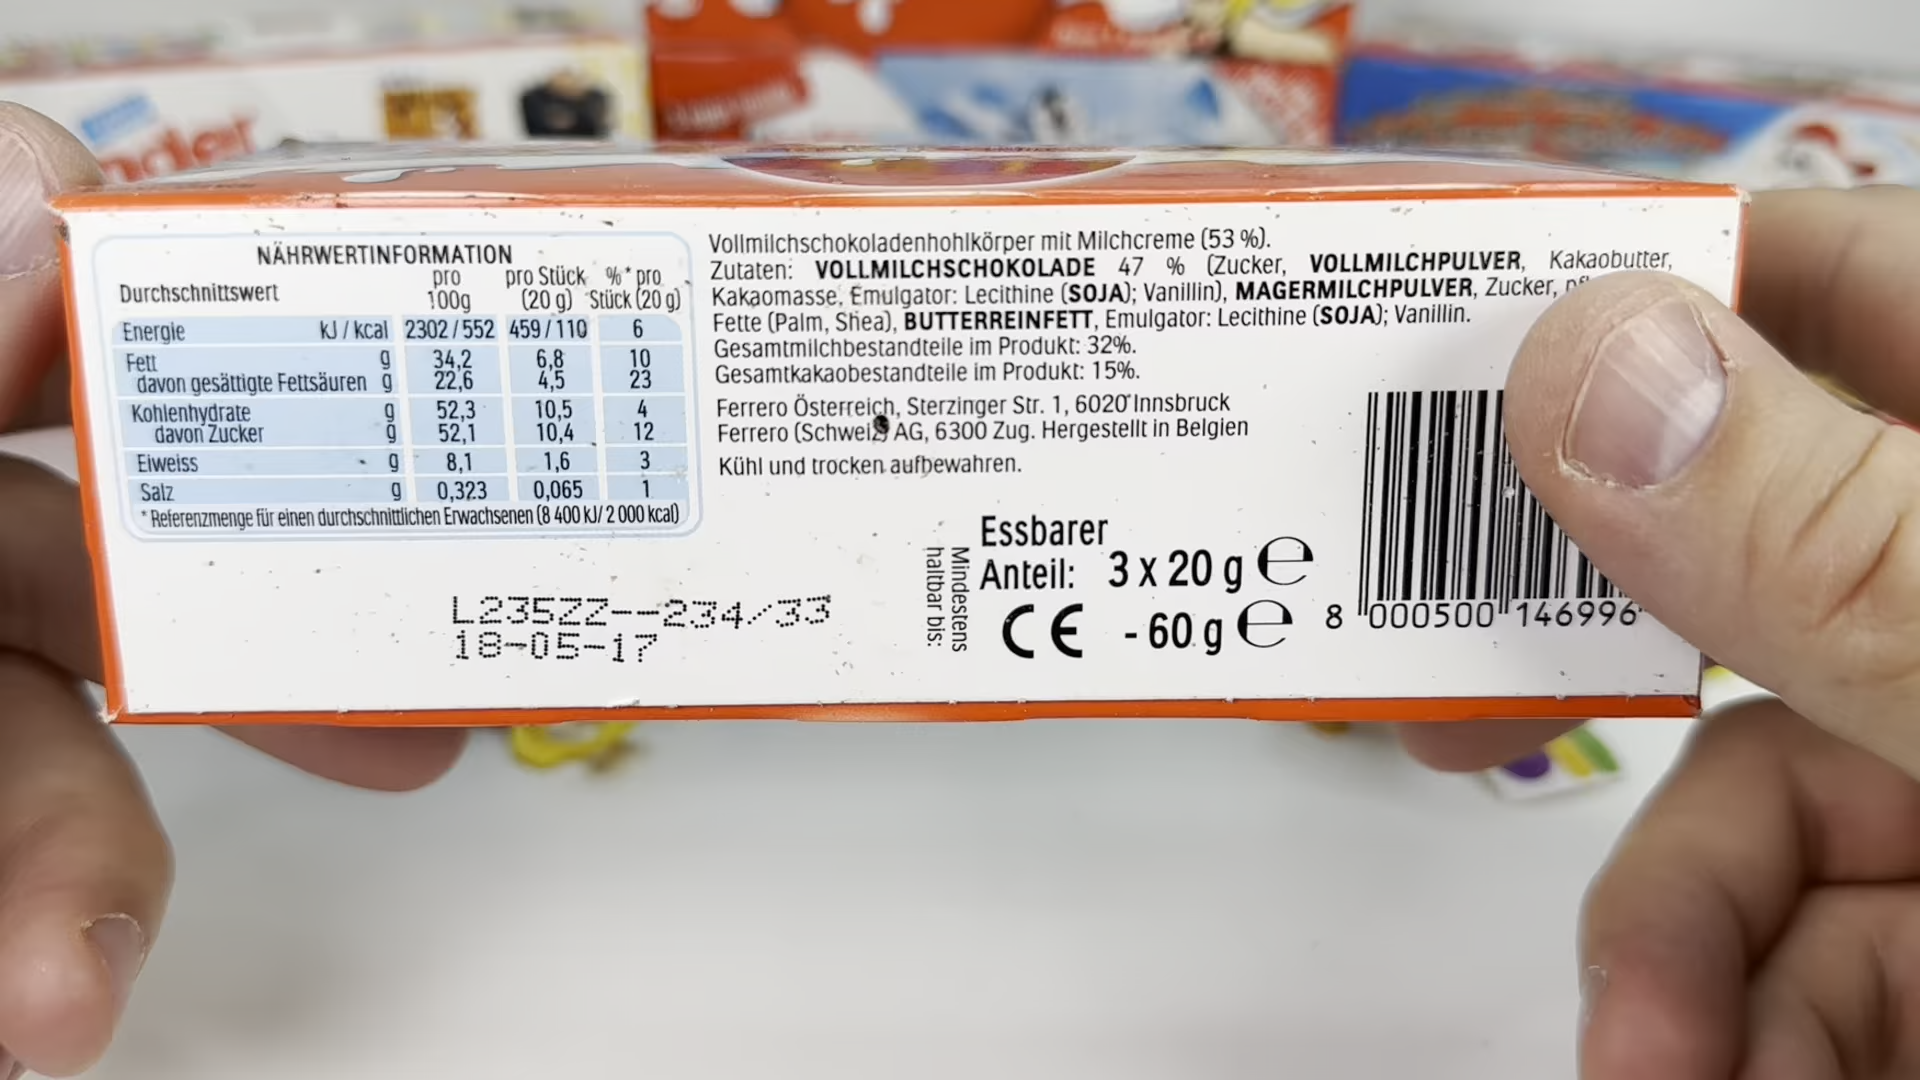 nder
NÄHRWERTINFORMATION
Durchschnittswert pro 100g pro Stück (20 g) %* pro Stück (20 g)
Energie kJ / kcal 2302 / 552 459 / 110 6
Fett g 34,2 6,8 10
davon gesättigte Fettsäuren g 22,6 4,5 23
Kohlenhydrate g 52,3 10,5 4
davon Zucker g 52,1 10,4 12
Eiweiss g 8,1 1,6 3
Salz g 0,323 0,065 1
* Referenzmenge für einen durchschnittlichen Erwachsenen (8 400 kJ/ 2 000 kcal)
Vollmilchschokoladenhohlkörper mit Milchcreme (53 %).
Zutaten: VOLLMILCHSCHOKOLADE 47 % (Zucker, VOLLMILCHPULVER, Kakaobutter,
Kakaomasse, Emulgator: Lecithine (SOJA); Vanillin), MAGERMILCHPULVER, Zucker,
Fette (Palm, Shea), BUTTERREINFETT, Emulgator: Lecithine (SOJA); Vanillin.
Gesamtmilchbestandteile im Produkt: 32%.
Gesamtkakaobestandteile im Produkt: 15%.
Ferrero Österreich, Sterzinger Str. 1, 6020 Innsbruck
Ferrero (Schweiz) AG, 6300 Zug. Hergestellt in Belgien
Kühl und trocken aufbewahren.
L235ZZ--234/33
18-05-17
Mindestens
haltbar bis:
Essbarer
Anteil: 3 x 20 g e
CE - 60 g e
8 000500 146996